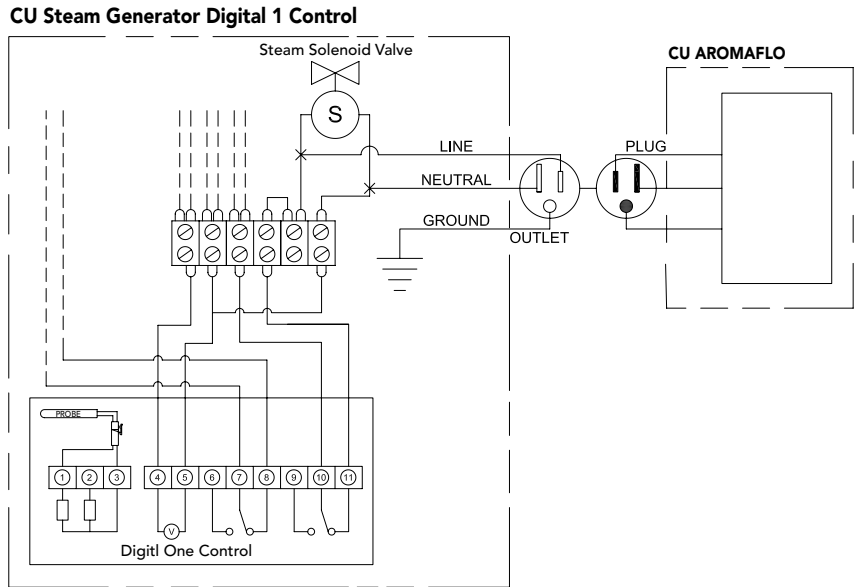 CU Steam Generator Digital 1 Control
Steam Solenoid Valve
S
CU AROMAFLO
LINE
PLUG
NEUTRAL
GROUND
OUTLET
PROBE
1 2 3 4 5 6 7 8 9 10 11
V
Digitl One Control